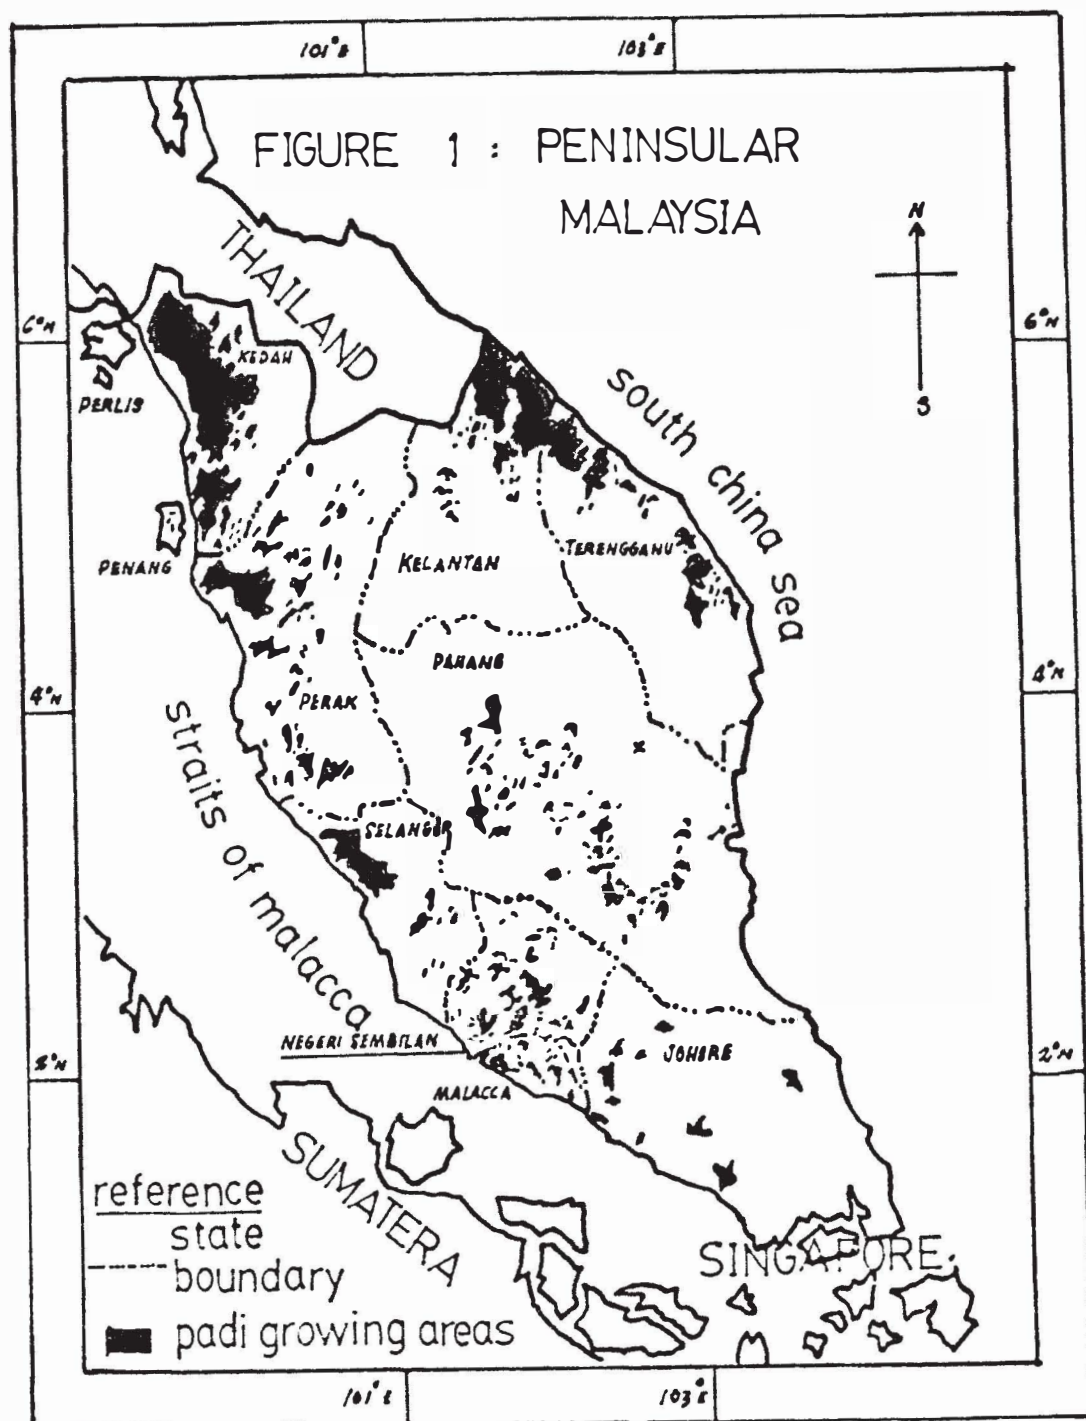 101°E 103°E
FIGURE 1 : PENINSULAR
MALAYSIA
N
S
THAILAND
6°N 6°N
KEDAH
PERLIS
south china sea
PENANG
KELANTAN
TERENGGANU
PAHANG
4°N 4°N
PERAK
straits of malacca
SELANGOR
NEGERI SEMBILAN
JOHORE
2°N 2°N
MALACCA
SUMATERA
SINGAPORE.
reference
state
boundary
padi growing areas
101°E 103°E